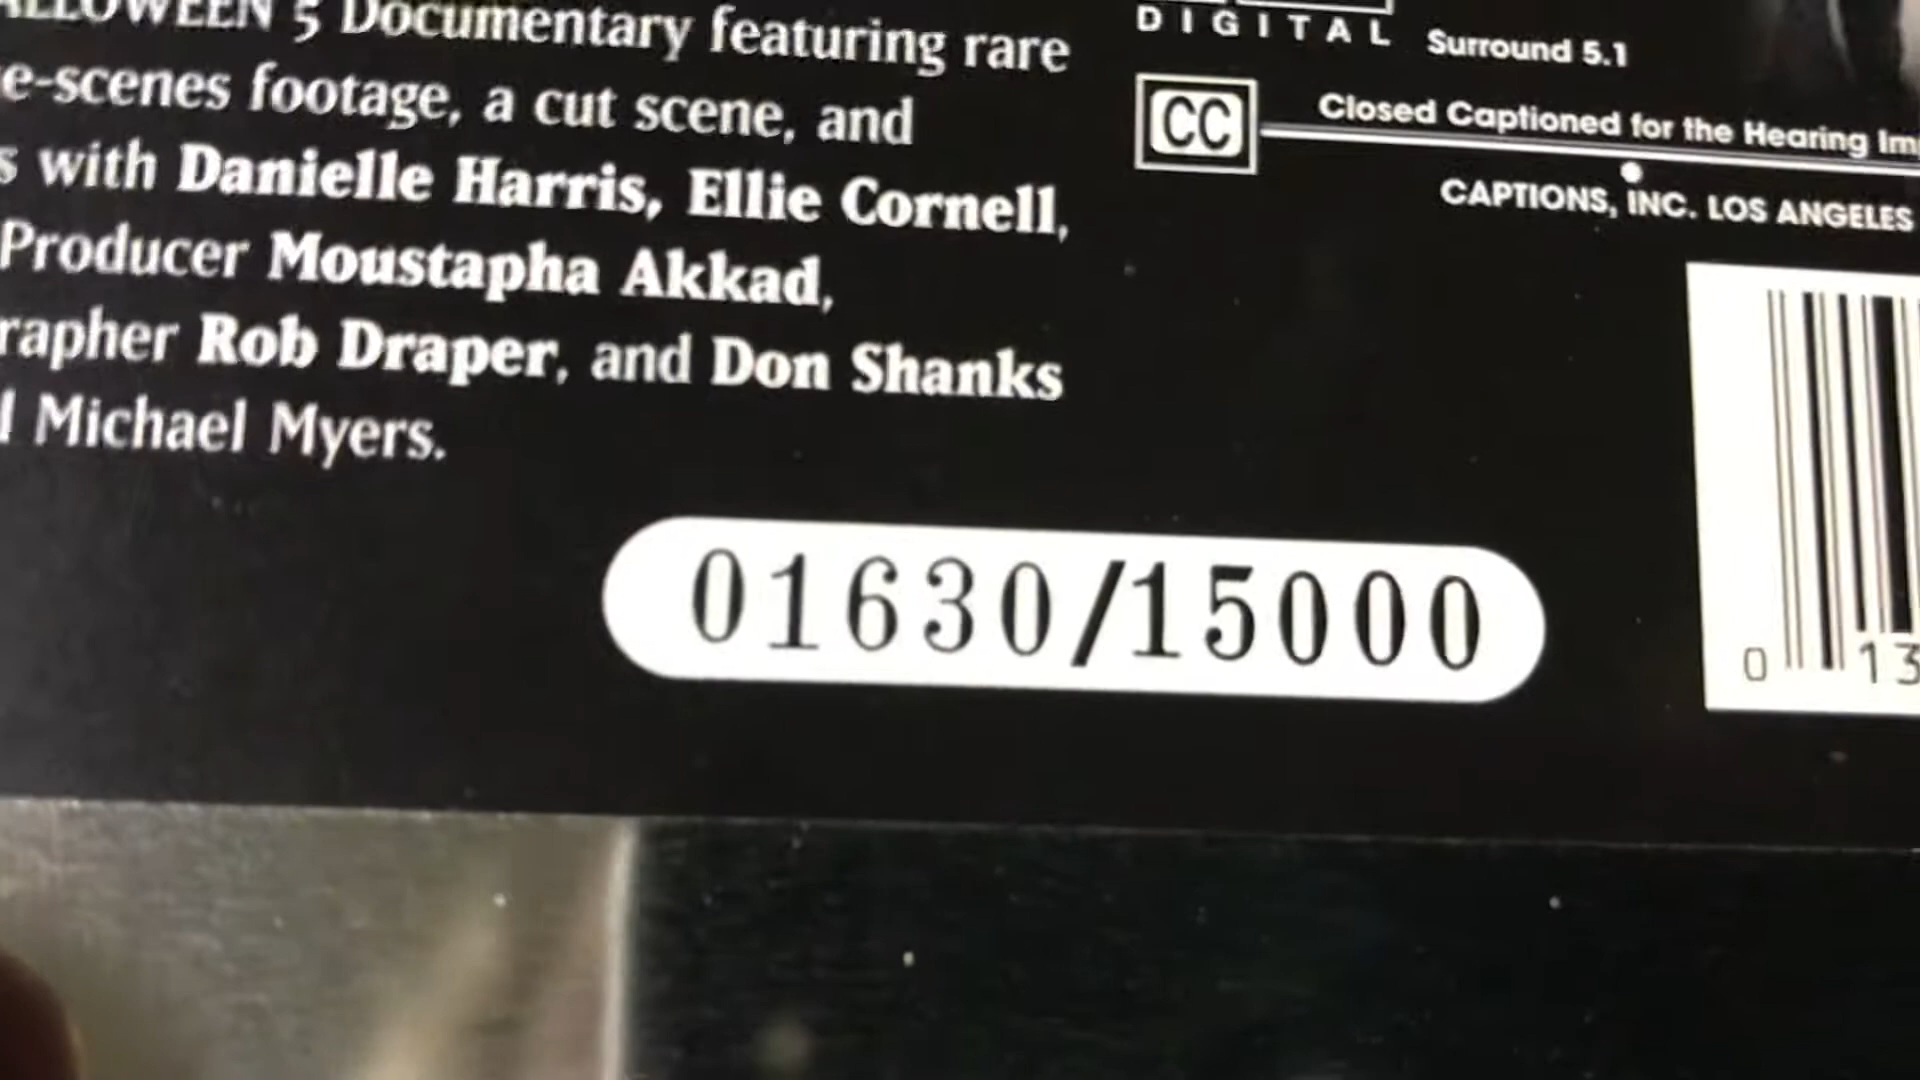 HALLOWEEN 5 Documentary featuring rare
e-scenes footage, a cut scene, and
s with Danielle Harris, Ellie Cornell,
Producer Moustapha Akkad,
rapher Rob Draper, and Don Shanks
l Michael Myers.
01630/15000
DIGITAL Surround 5.1
CC
Closed Captioned for the Hearing Im
CAPTIONS, INC. LOS ANGELES
0 13